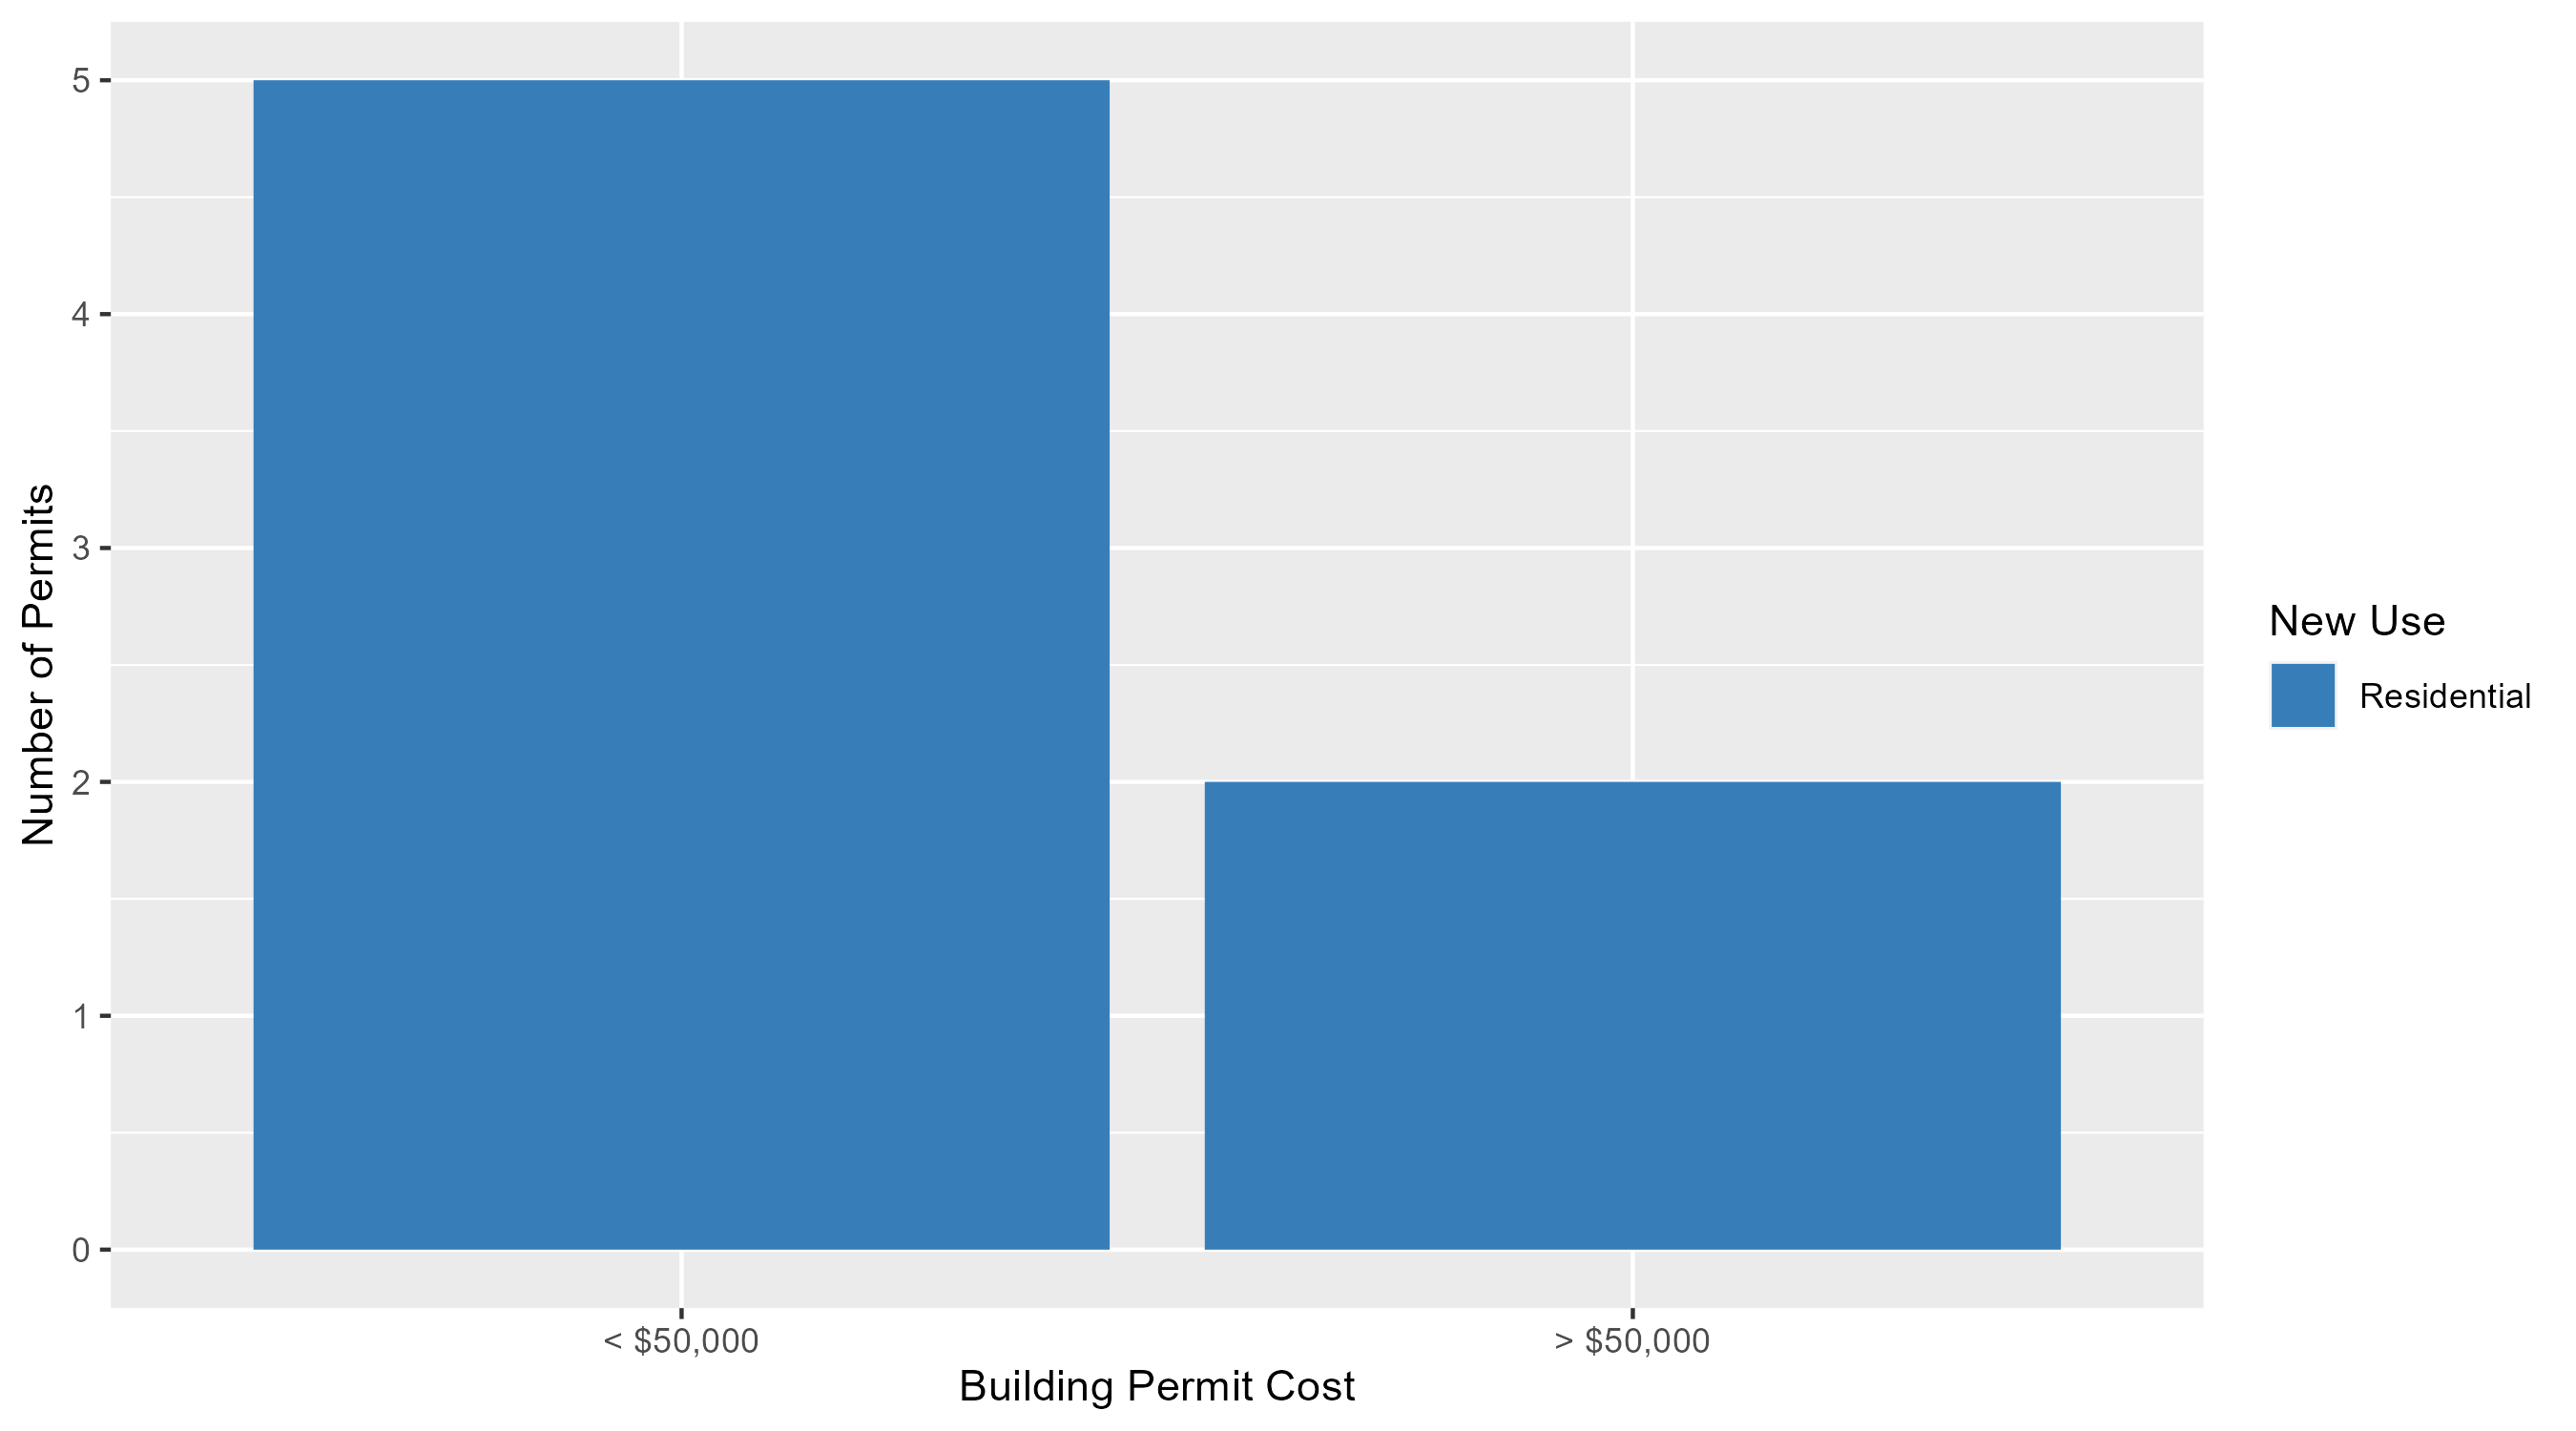 Number of Permits
5
4
3
2
1
0
< $50,000
> $50,000
Building Permit Cost
New Use
Residential